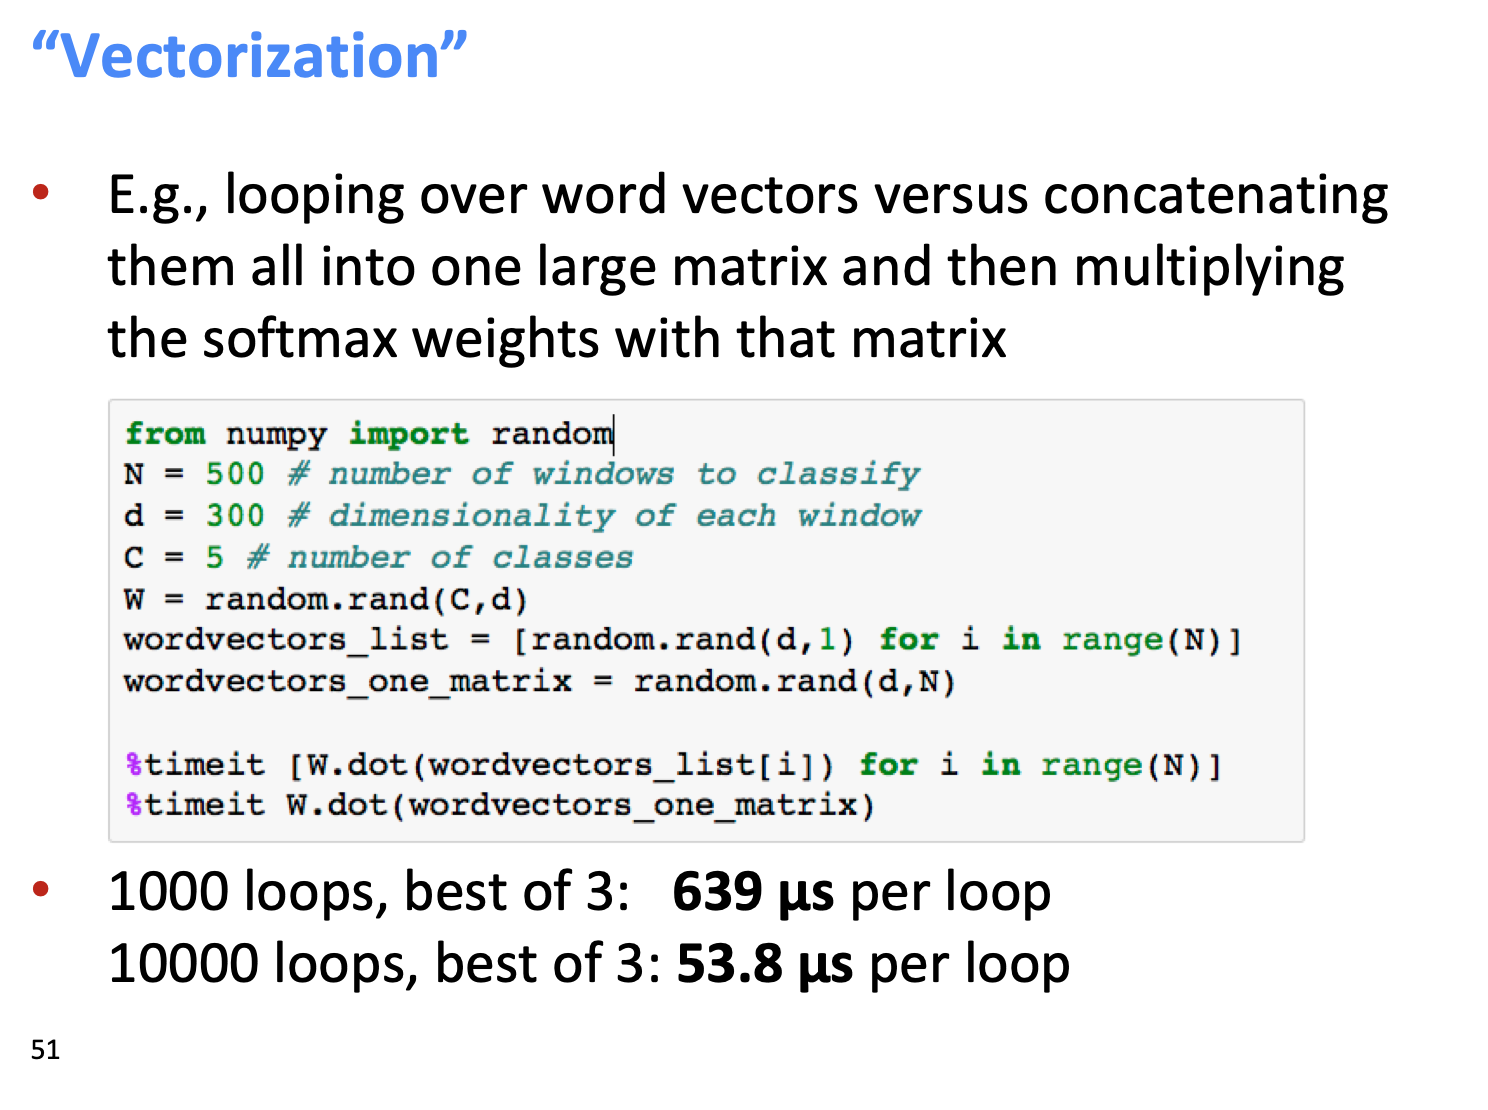 “Vectorization”
• E.g., looping over word vectors versus concatenating
them all into one large matrix and then multiplying
the softmax weights with that matrix
from numpy import random
N = 500 # number of windows to classify
d = 300 # dimensionality of each window
C = 5 # number of classes
W = random.rand(C,d)
wordvectors_list = [random.rand(d,1) for i in range(N)]
wordvectors_one_matrix = random.rand(d,N)
%timeit [W.dot(wordvectors_list[i]) for i in range(N)]
%timeit W.dot(wordvectors_one_matrix)
• 1000 loops, best of 3: 639 µs per loop
10000 loops, best of 3: 53.8 µs per loop
51